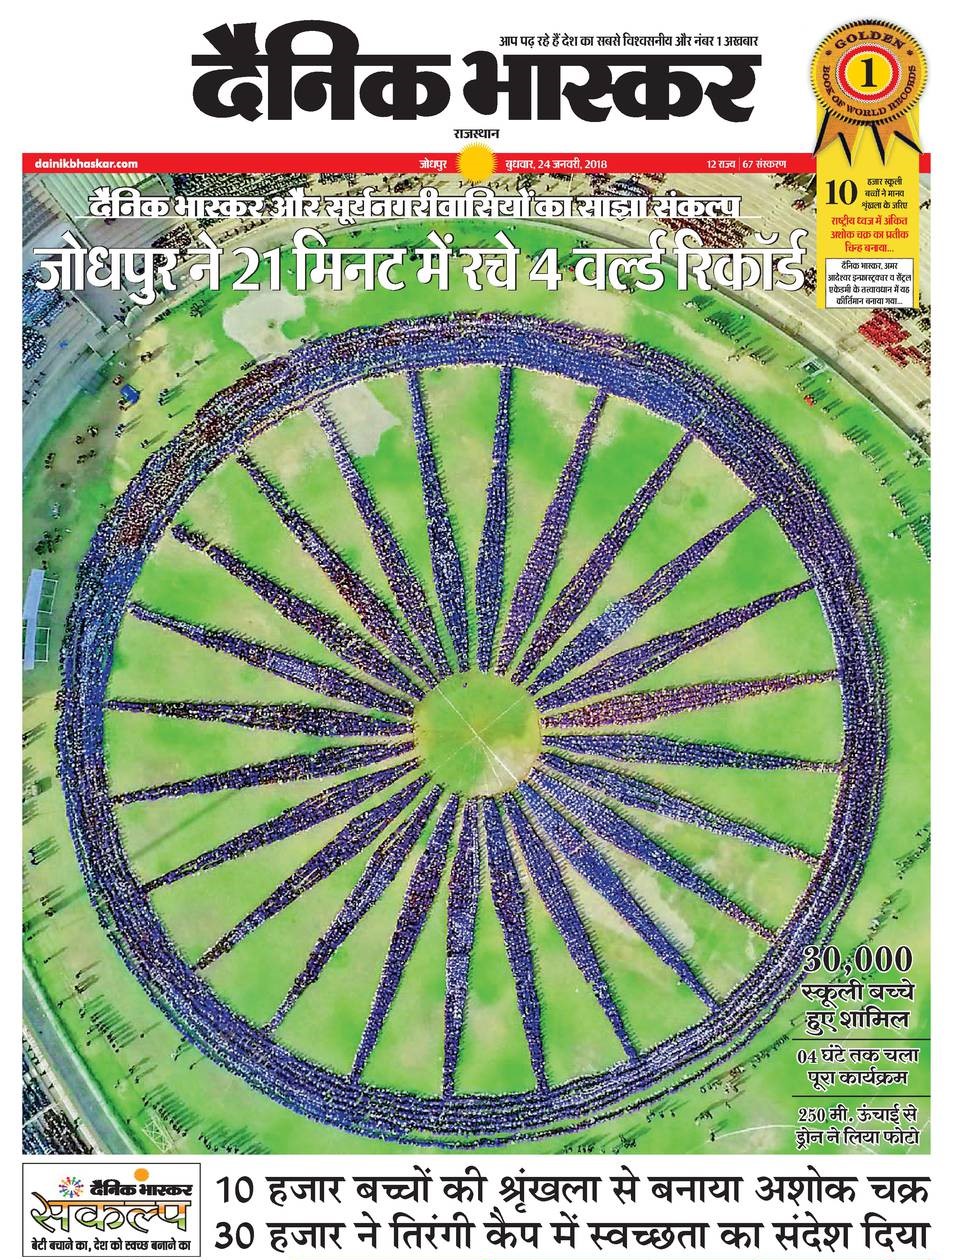 आप पढ़ रहे हैं देश का सबसे विश्वसनीय और नंबर 1 अखबार
दैनिक भास्कर
राजस्थान
dainikbhaskar.com जोधपुर बुधवार, 24 जनवरी, 2018 12 राज्य | 67 संस्करण
GOLDEN
1
BOOK OF WORLD RECORDS
10 हजार स्कूली
बच्चों ने मानव
शृंखला के जरिए
राष्ट्रीय ध्वज में अंकित
अशोक चक्र का प्रतीक
चिन्ह बनाया...
दैनिक भास्कर, अमर
आदेश्वर इन्फ्रास्ट्रक्चर व सेंट्रल
एकेडमी के तत्वावधान में यह
कीर्तिमान बनाया गया...
दैनिक भास्कर और सूर्यनगरीवासियों का साझा संकल्प
जोधपुर ने 21 मिनट में रचे 4 वर्ल्ड रिकॉर्ड
30,000
स्कूली बच्चे
हुए शामिल
04 घंटे तक चला
पूरा कार्यक्रम
250 मी. ऊंचाई से
ड्रोन ने लिया फोटो
दैनिक भास्कर
संकल्प
बेटी बचाने का, देश को स्वच्छ बनाने का
10 हजार बच्चों की श्रृंखला से बनाया अशोक चक्र
30 हजार ने तिरंगी कैप में स्वच्छता का संदेश दिया